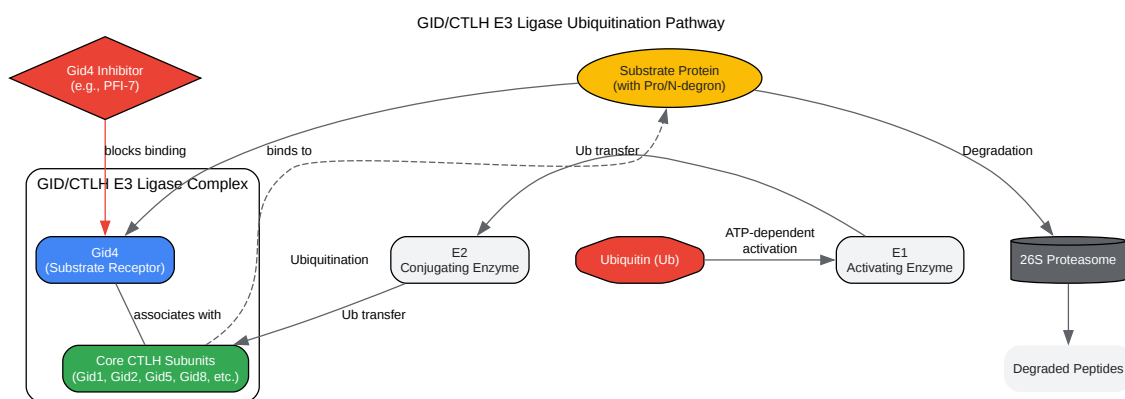 GID/CTLH E3 Ligase Ubiquitination Pathway
Gid4 Inhibitor
(e.g., PFI-7)
Substrate Protein
(with Pro/N-degron)
blocks binding
binds to
Ub transfer
Degradation
GID/CTLH E3 Ligase Complex
Gid4
(Substrate Receptor)
Ubiquitination
E2
Conjugating Enzyme
Ubiquitin (Ub)
ATP-dependent
activation
E1
Activating Enzyme
26S Proteasome
associates with
Ub transfer
Core CTLH Subunits
(Gid1, Gid2, Gid5, Gid8, etc.)
Degraded Peptides